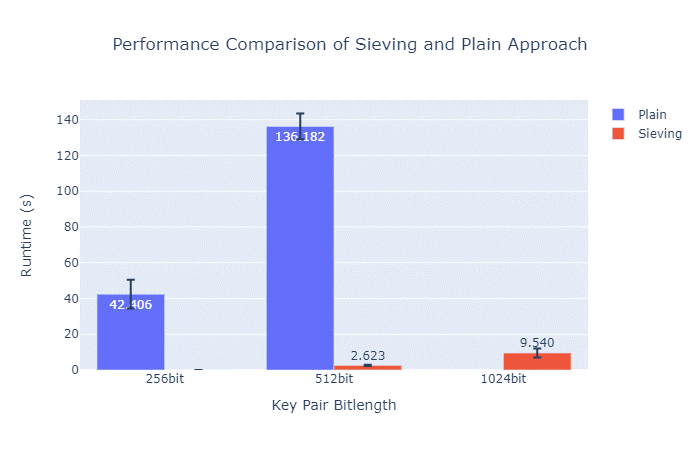 Performance Comparison of Sieving and Plain Approach
Plain
Sieving
Runtime (s)
140
120
100
80
60
40
20
0
42.406
136.182
2.623
9.540
256bit
512bit
1024bit
Key Pair Bitlength